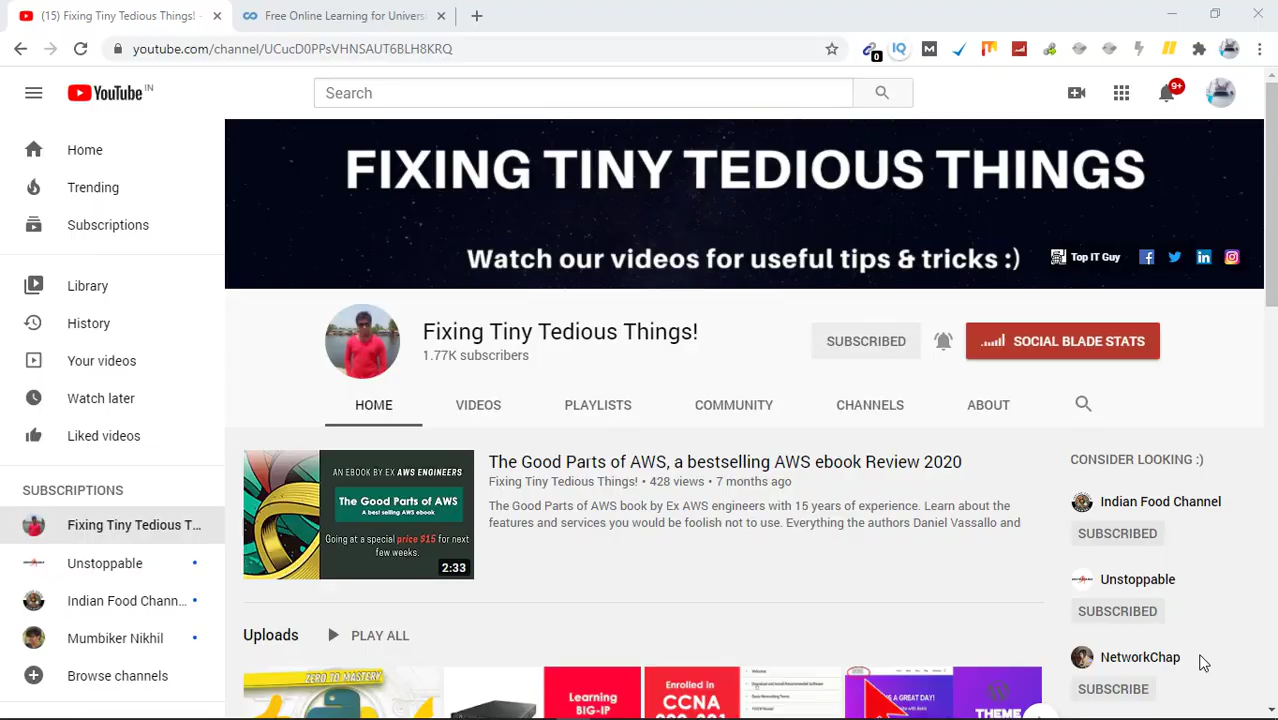 (15) Fixing Tiny Tedious Things! -
Free Online Learning for Universi
youtube.com/channel/UCucD0PPsVHNSAUT6BLH8KRQ
0
YouTube IN
Search
9+
Home
Trending
Subscriptions
Library
History
Your videos
Watch later
Liked videos
SUBSCRIPTIONS
Fixing Tiny Tedious T...
Unstoppable
Indian Food Chann...
Mumbiker Nikhil
Browse channels
FIXING TINY TEDIOUS THINGS
Watch our videos for useful tips & tricks :)
Top IT Guy
Fixing Tiny Tedious Things!
1.77K subscribers
SUBSCRIBED
SOCIAL BLADE STATS
HOME
VIDEOS
PLAYLISTS
COMMUNITY
CHANNELS
ABOUT
AN EBOOK BY EX AWS ENGINEERS
The Good Parts of AWS
A best selling AWS ebook
Going at a special price $15 for next
few weeks.
2:33
The Good Parts of AWS, a bestselling AWS ebook Review 2020
Fixing Tiny Tedious Things! • 428 views • 7 months ago
The Good Parts of AWS book by Ex AWS engineers with 15 years of experience. Learn about the
features and services you would be foolish not to use. Everything the authors Daniel Vassallo and
CONSIDER LOOKING :)
Indian Food Channel
SUBSCRIBED
Unstoppable
SUBSCRIBED
NetworkChap
SUBSCRIBE
Uploads
PLAY ALL
ZERO TO MASTERY
Learning
BIG-IP
Enrolled in
CCNA
A GREAT DAY!
THEME